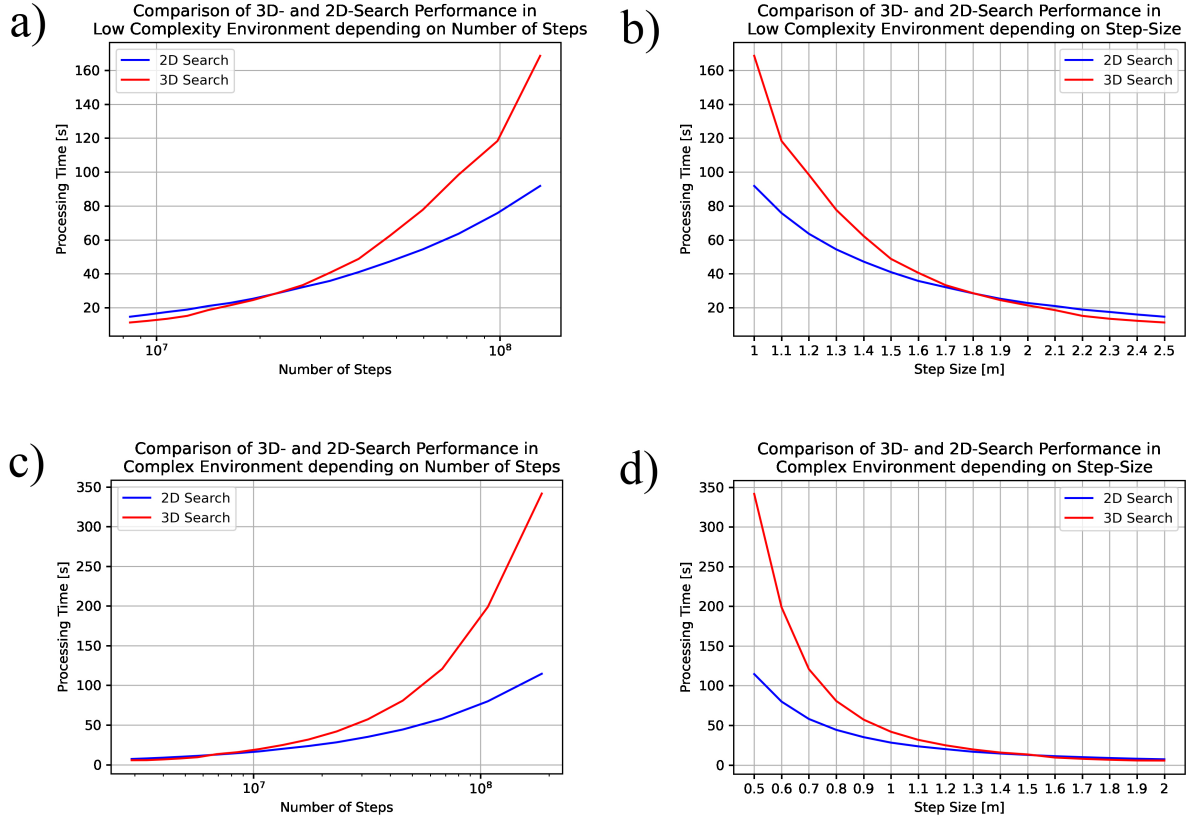 a)
Comparison of 3D- and 2D-Search Performance in
Low Complexity Environment depending on Number of Steps
2D Search
3D Search
Processing Time [s]
160
140
120
100
80
60
40
20
10⁷
10⁸
Number of Steps
b)
Comparison of 3D- and 2D-Search Performance in
Low Complexity Environment depending on Step-Size
2D Search
3D Search
Processing Time [s]
160
140
120
100
80
60
40
20
1 1.1 1.2 1.3 1.4 1.5 1.6 1.7 1.8 1.9 2 2.1 2.2 2.3 2.4 2.5
Step Size [m]
c)
Comparison of 3D- and 2D-Search Performance in
Complex Environment depending on Number of Steps
2D Search
3D Search
Processing Time [s]
350
300
250
200
150
100
50
0
10⁷
10⁸
Number of Steps
d)
Comparison of 3D- and 2D-Search Performance in
Complex Environment depending on Step-Size
2D Search
3D Search
Processing Time [s]
350
300
250
200
150
100
50
0
0.5 0.6 0.7 0.8 0.9 1 1.1 1.2 1.3 1.4 1.5 1.6 1.7 1.8 1.9 2
Step Size [m]